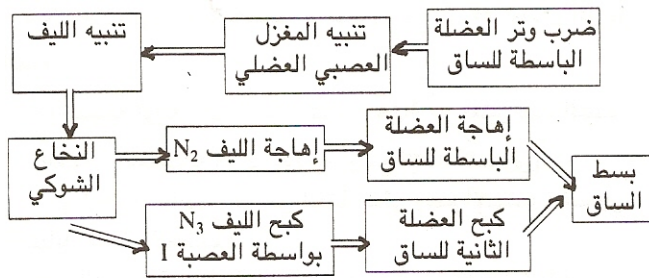 ضرب وتر العضلة
الباسطة للساق
تنبيه المغزل
العصبي العضلي
تنبيه الليف
النخاع
الشوكي
إهاجة الليف N2
إهاجة العضلة
الباسطة للساق
بسط
الساق
كبح الليف N3
بواسطة العصبة I
كبح العضلة
الثانية للساق